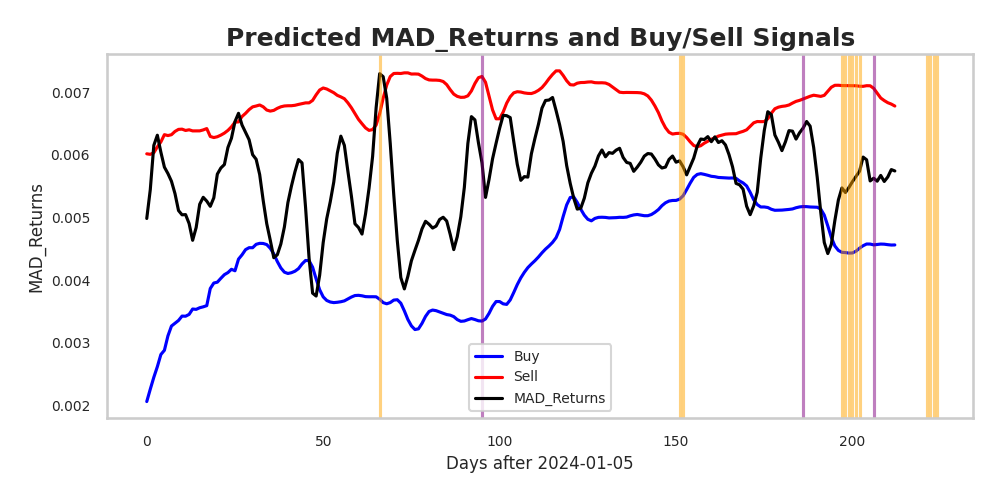 Predicted MAD_Returns and Buy/Sell Signals
MAD_Returns
0.007
0.006
0.005
0.004
0.003
0.002
Buy
Sell
MAD_Returns
0 50 100 150 200
Days after 2024-01-05